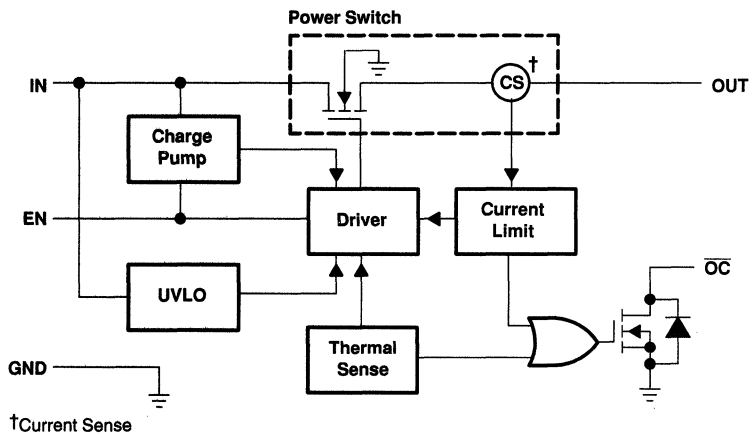 Power Switch
†
IN
CS
OUT
Charge
Pump
EN
Driver
Current
Limit
OC
UVLO
Thermal
Sense
GND
†Current Sense